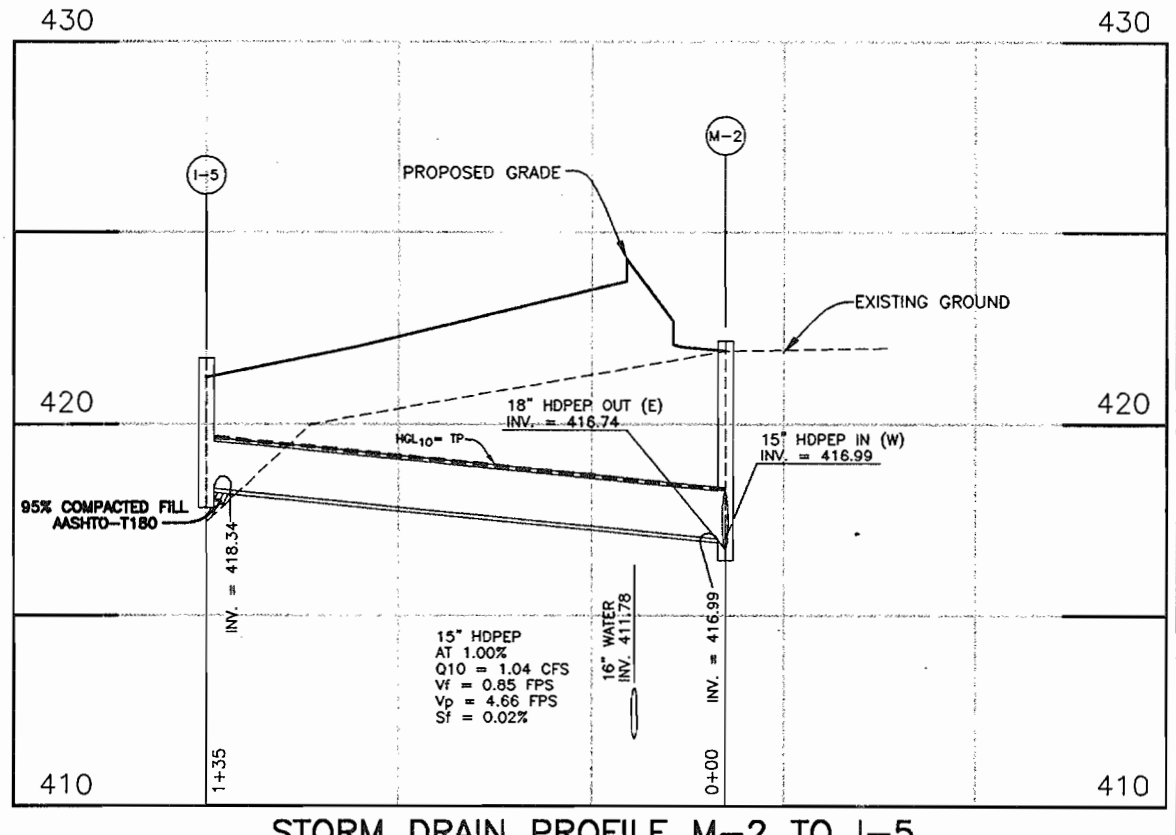 430
430
I-5
M-2
PROPOSED GRADE
EXISTING GROUND
420
420
18" HDPEP OUT (E)
INV. = 416.74
HGL10= TP
15" HDPEP IN (W)
INV. = 416.99
95% COMPACTED FILL
AASHTO-T180
INV. = 418.34
15" HDPEP
AT 1.00%
Q10 = 1.04 CFS
Vf = 0.85 FPS
Vp = 4.66 FPS
Sf = 0.02%
16" WATER
INV. 411.78
INV. = 416.99
1+35
0+00
410
410
STORM DRAIN PROFILE M-2 TO I-5